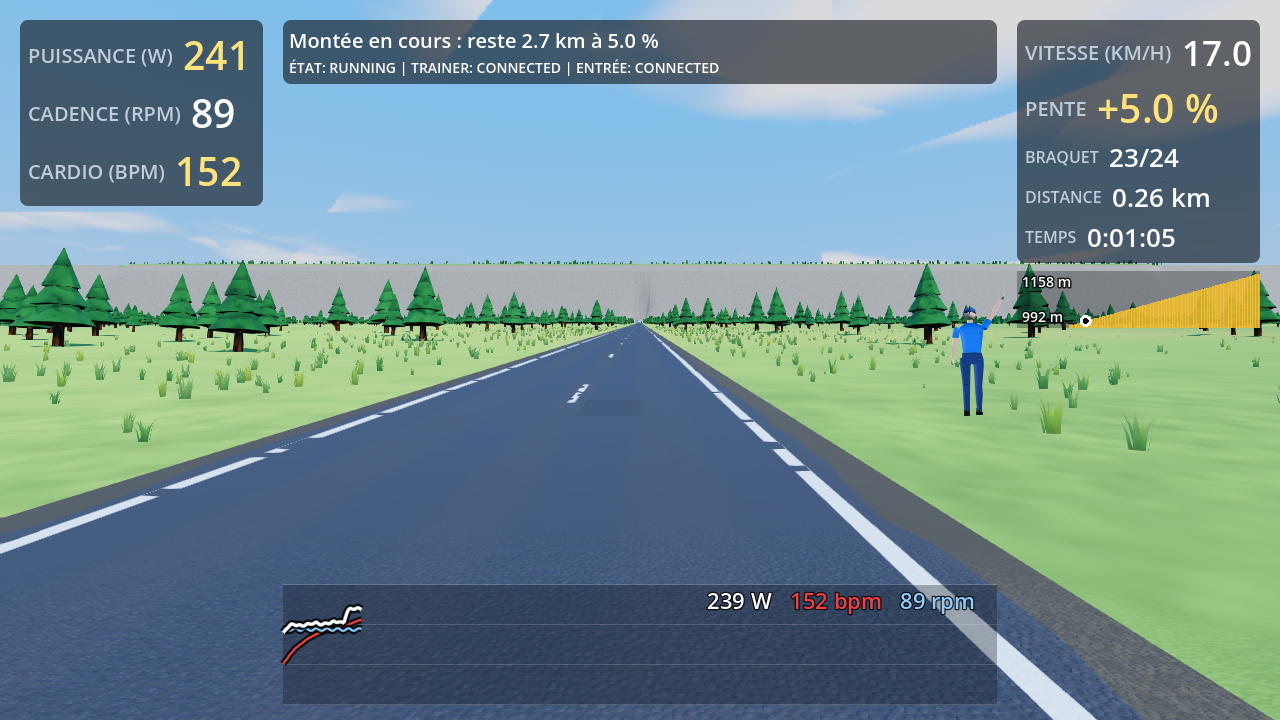 PUISSANCE (W) 241
CADENCE (RPM) 89
CARDIO (BPM) 152
Montée en cours : reste 2.7 km à 5.0 %
ÉTAT: RUNNING | TRAINER: CONNECTED | ENTRÉE: CONNECTED
VITESSE (KM/H) 17.0
PENTE +5.0 %
BRAQUET 23/24
DISTANCE 0.26 km
TEMPS 0:01:05
1158 m
992 m
239 W 152 bpm 89 rpm